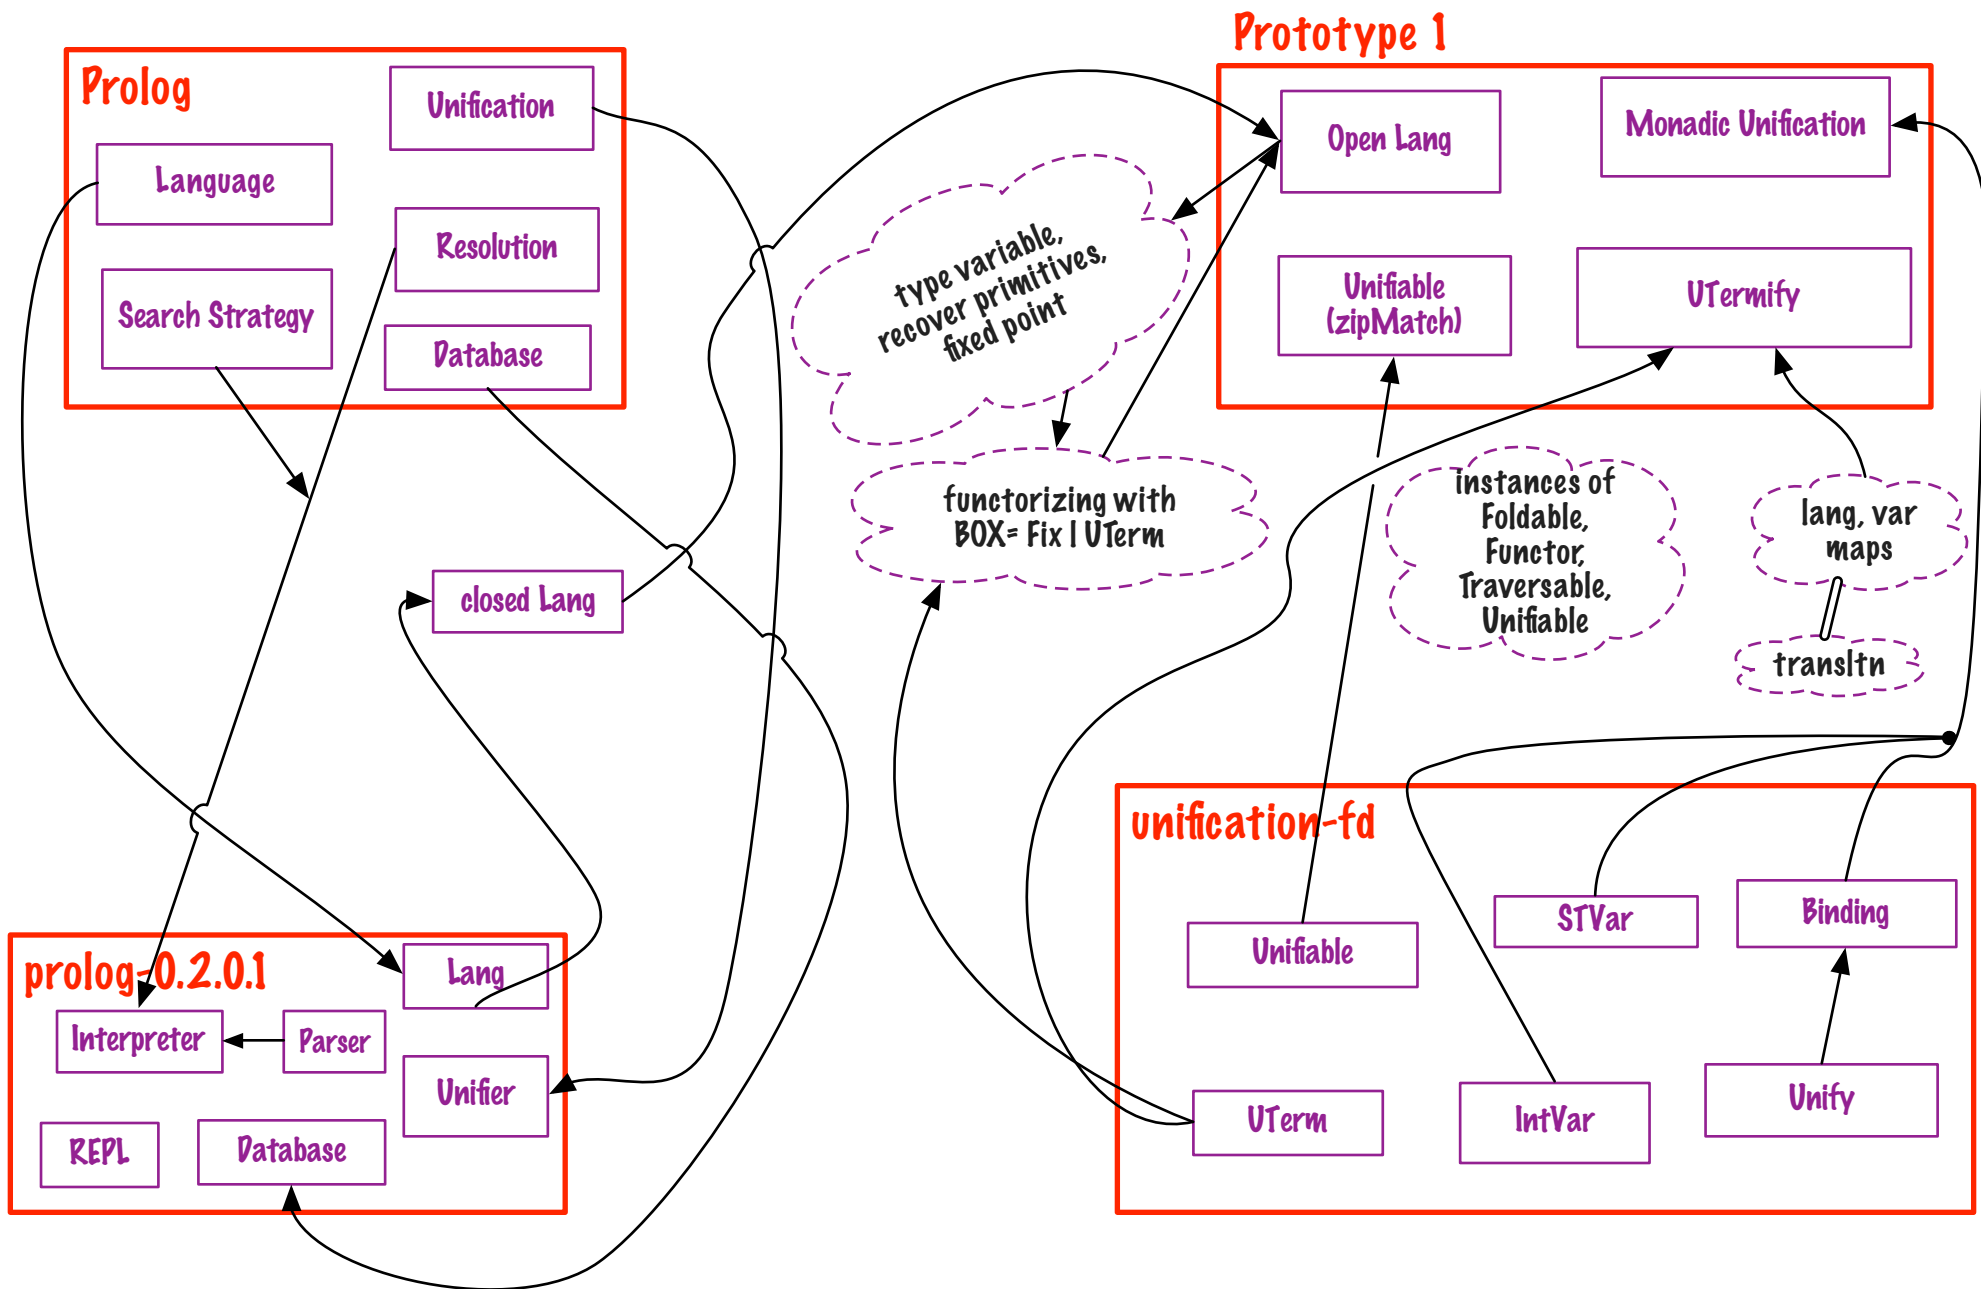 Prototype 1
Prolog
Unification
Language
Resolution
Search Strategy
Database
Open Lang
Monadic Unification
Unifiable
(zipMatch)
UTermify
type variable,
recover primitives,
fixed point
functorizing with
BOX= Fix | UTerm
instances of
Foldable,
Functor,
Traversable,
Unifiable
lang, var
maps
transltn
closed Lang
prolog-0.2.0.1
Lang
Interpreter
Parser
Unifier
REPL
Database
unification-fd
Unifiable
STVar
Binding
UTerm
IntVar
Unify